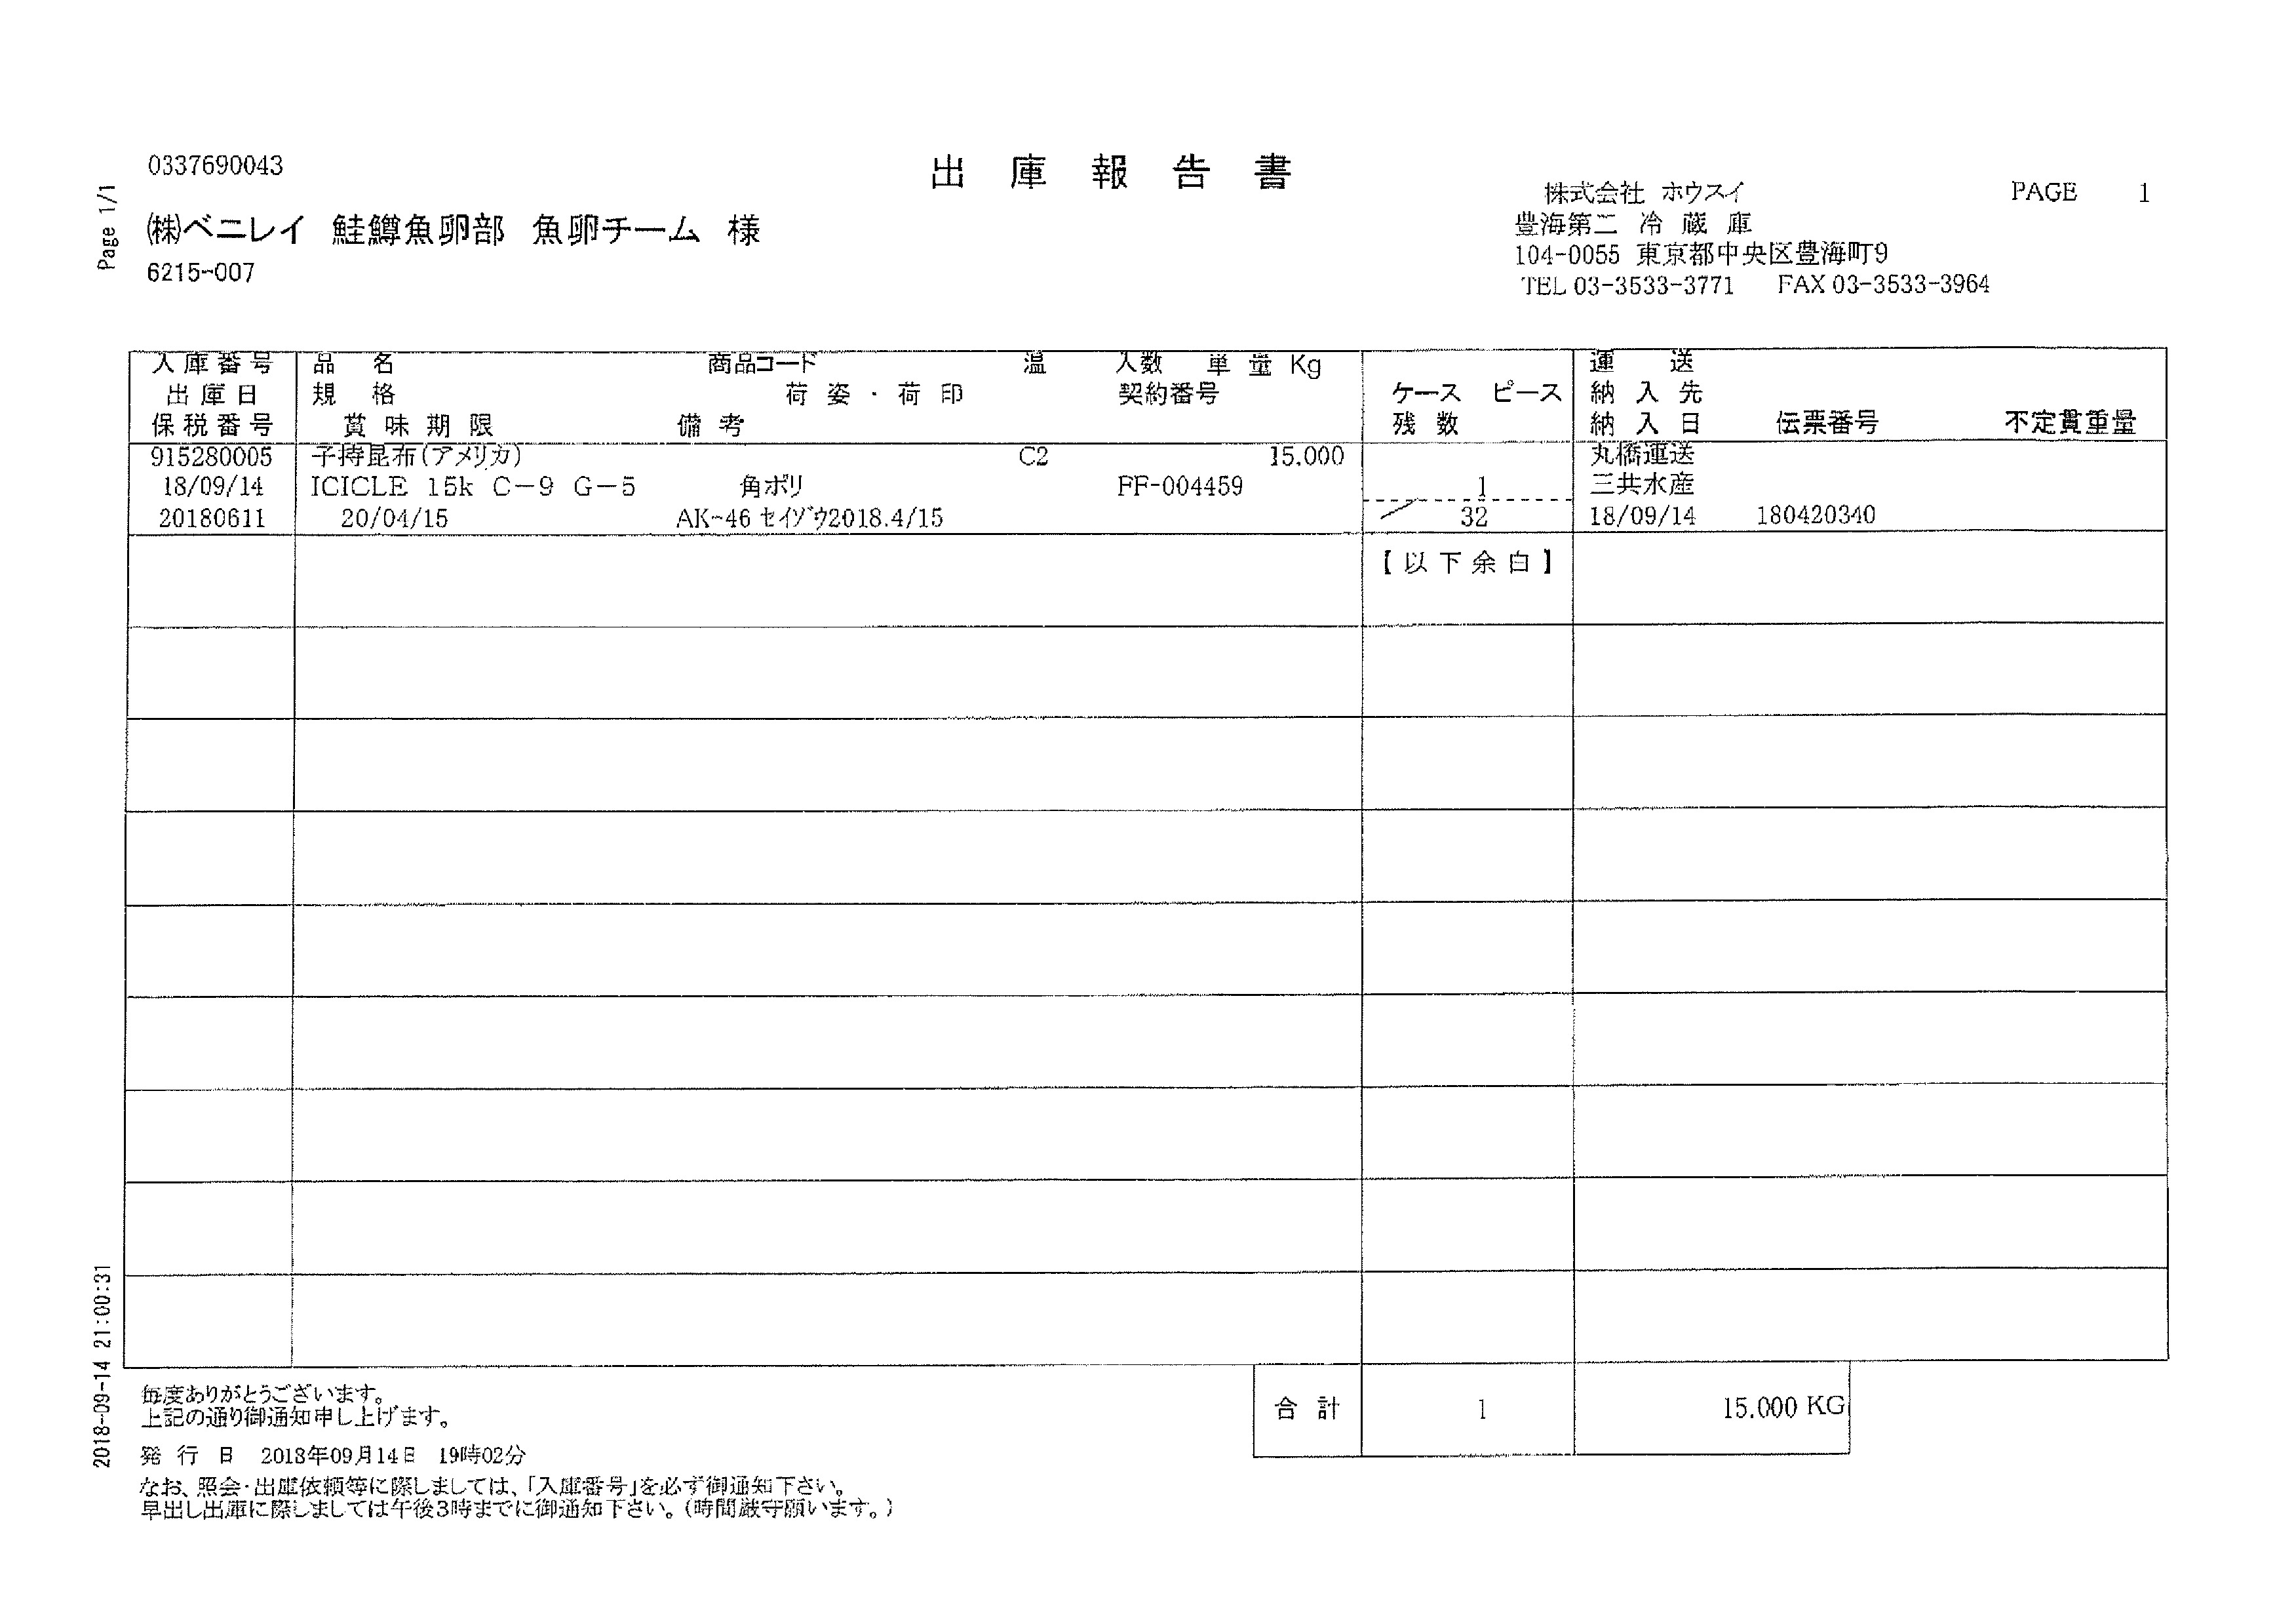 0337690043
出庫報告書
Page 1/1
株式会社 ホウスイ PAGE 1
㈱ベニレイ 鮭鱒魚卵部 魚卵チーム 様
豊海第二 冷蔵庫
104-0055 東京都中央区豊海町9
6215-007
TEL 03-3533-3771 FAX 03-3533-3964
入庫番号 品名 商品コード 温 入数 単量 Kg 運送
出庫日 規格 荷姿・荷印 契約番号 ケース ピース 納入先
保税番号 賞味期限 備考 残数 納入日 伝票番号 不定貫重量
915280005 子持昆布(アメリカ) C2 15.000 丸橋運送
18/09/14 ICICLE 15k C-9 G-5 角ポリ FF-004459 1 三共水産
20180611 20/04/15 AK-46 セイゾウ2018.4/15 32 18/09/14 180420340
【以下余白】
合計 1 15.000 KG
毎度ありがとうございます。
上記の通り御通知申し上げます。
発行日 2018年09月14日 19時02分
なお、照会・出庫依頼等に際しましては、「入庫番号」を必ず御通知下さい。
早出し出庫に際しましては午後3時までに御通知下さい。(時間厳守願います。)
2018-09-14 21:00:31